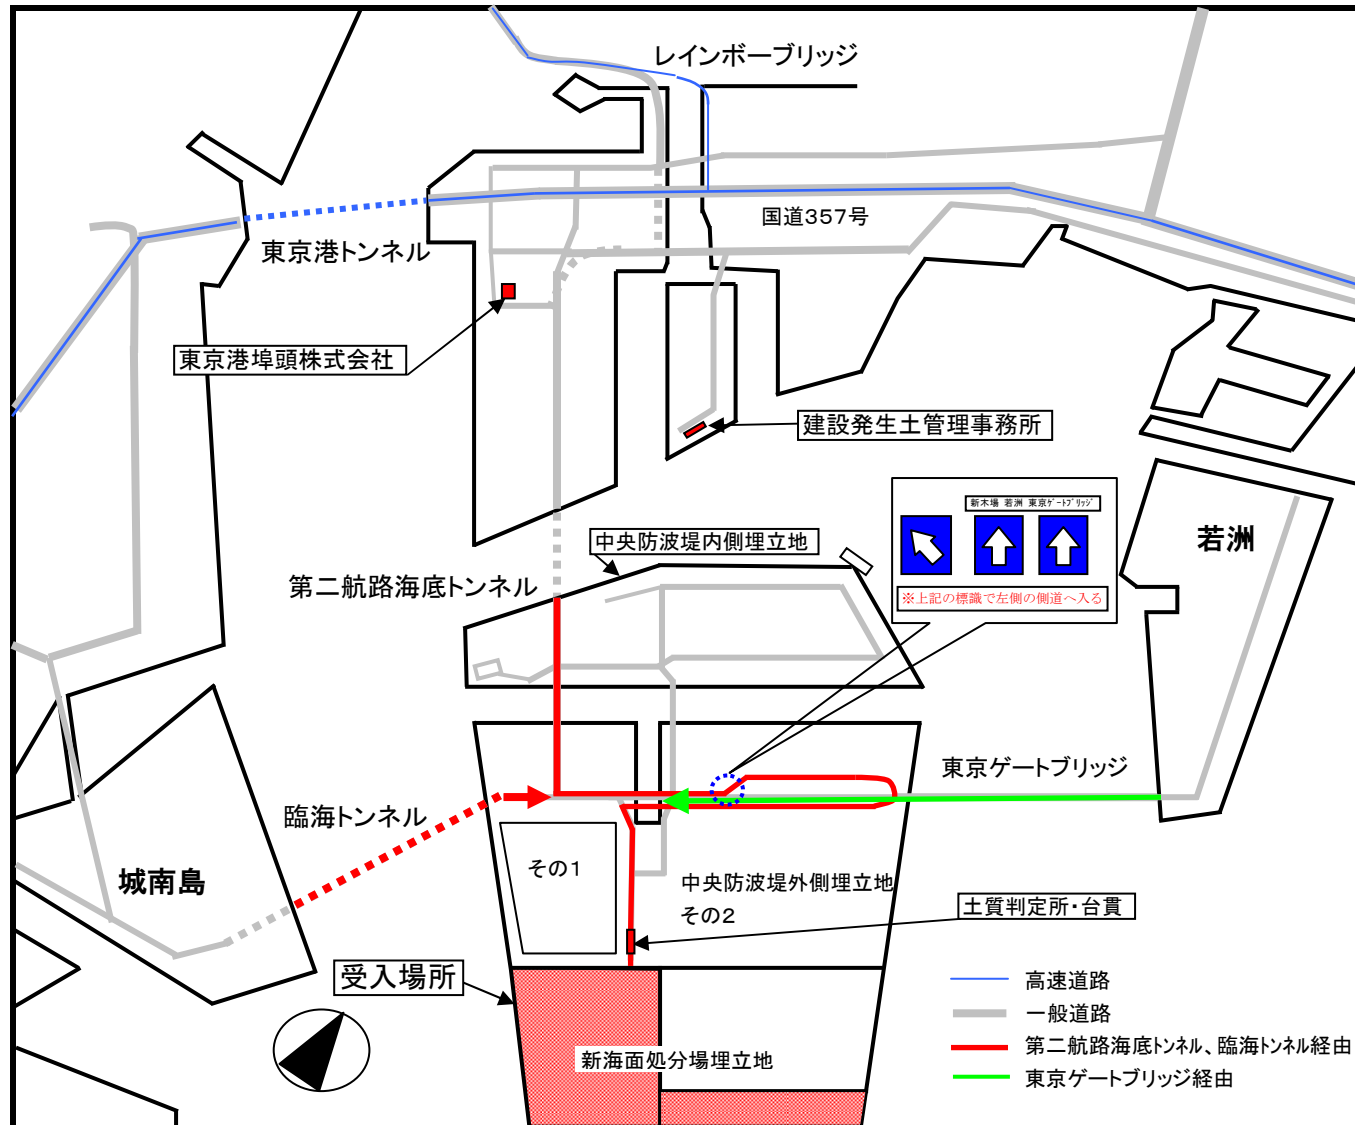 レインボーブリッジ
国道357号
東京港トンネル
東京港埠頭株式会社
建設発生土管理事務所
新木場 若洲 東京ゲートブリッジ
※上記の標識で左側の側道へ入る
若洲
中央防波堤内側埋立地
第二航路海底トンネル
東京ゲートブリッジ
臨海トンネル
城南島
その1
中央防波堤外側埋立地
その2
土質判定所・台貫
受入場所
新海面処分場埋立地
高速道路
一般道路
第二航路海底トンネル、臨海トンネル経由
東京ゲートブリッジ経由